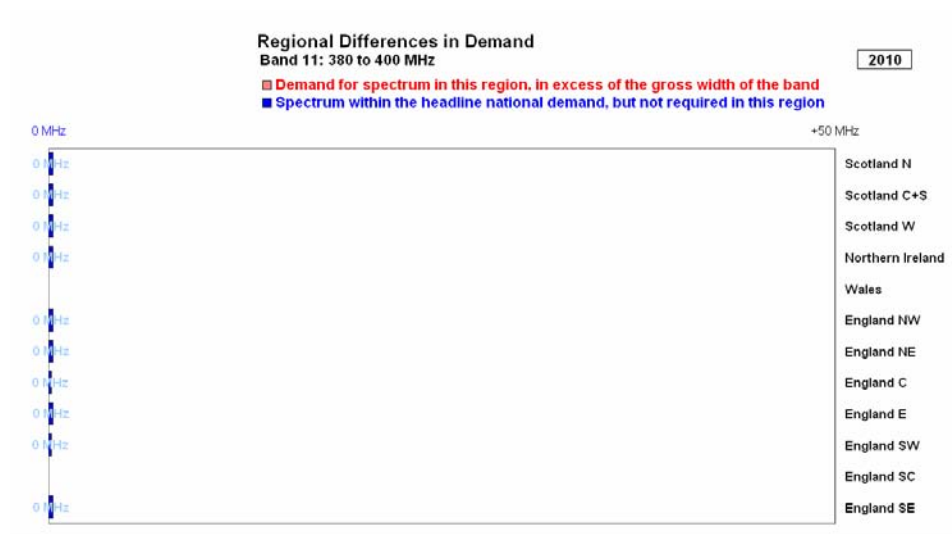 Regional Differences in Demand
Band 11: 380 to 400 MHz
2010
Demand for spectrum in this region, in excess of the gross width of the band
Spectrum within the headline national demand, but not required in this region
0 MHz +50 MHz
0 MHz Scotland N
0 MHz Scotland C+S
0 MHz Scotland W
0 MHz Northern Ireland
Wales
0 MHz England NW
0 MHz England NE
0 MHz England C
0 MHz England E
0 MHz England SW
England SC
0 MHz England SE